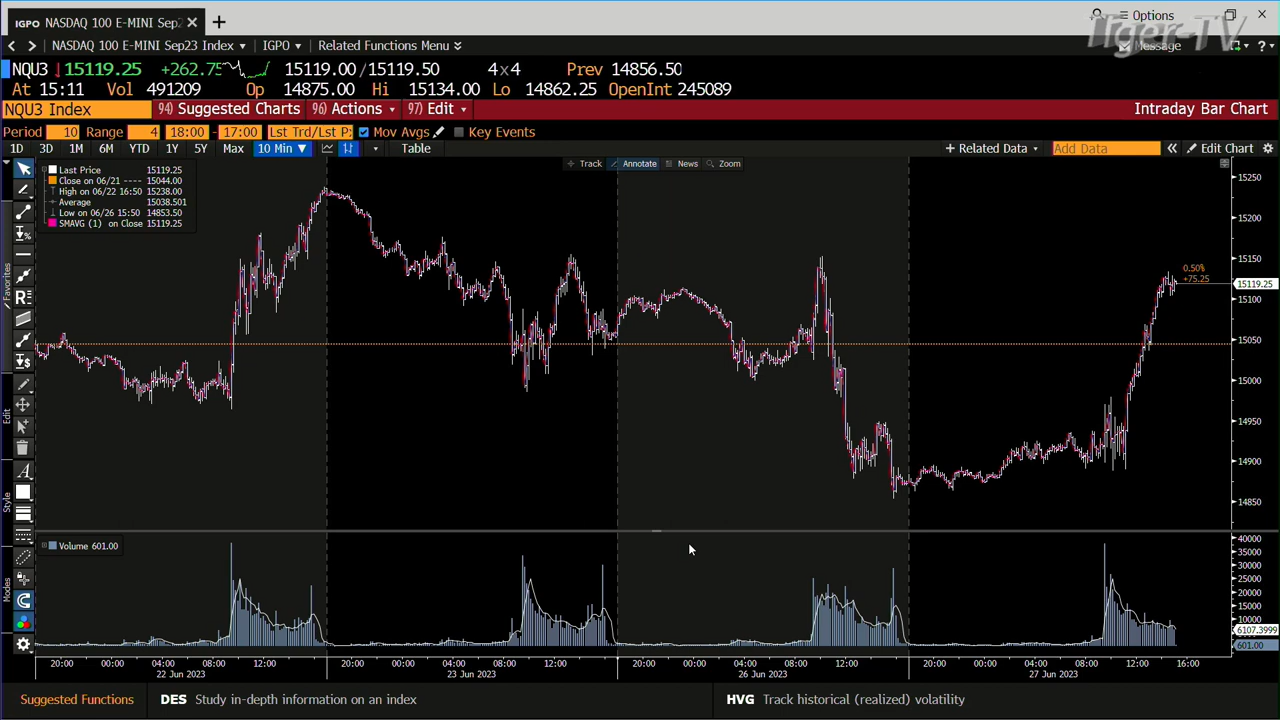 IGPO NASDAQ 100 E-MINI Sep2
Options
NASDAQ 100 E-MINI Sep23 Index IGPO Related Functions Menu
Message
Tiger-TV
NQU3 15119.25 +262.75 15119.00/15119.50 4x4 Prev 14856.50
At 15:11 Vol 491209 Op 14875.00 Hi 15134.00 Lo 14862.25 OpenInt 245089
NQU3 Index 94) Suggested Charts 96) Actions 97) Edit Intraday Bar Chart
Period 10 Range 4 18:00 - 17:00 Lst Trd/Lst P Mov Avgs Key Events
1D 3D 1M 6M YTD 1Y 5Y Max 10 Min Table + Related Data Add Data Edit Chart
Track Annotate News Zoom
Last Price 15119.25
Close on 06/21 ---- 15044.00
High on 06/22 16:50 15238.00
Average 15038.501
Low on 06/26 15:50 14853.50
SMAVG (1) on Close 15119.25
Favorites
Edit
Style
Modes
0.50%
+75.25
15250
15200
15150
15119.25
15100
15050
15000
14950
14900
14850
Volume 601.00
40000
35000
30000
25000
20000
15000
10000
6107.3999
601.00
20:00 00:00 04:00 08:00 12:00 20:00 00:00 04:00 08:00 12:00 20:00 00:00 04:00 08:00 12:00 20:00 00:00 04:00 08:00 12:00 16:00
22 Jun 2023 23 Jun 2023 26 Jun 2023 27 Jun 2023
Suggested Functions DES Study in-depth information on an index HVG Track historical (realized) volatility